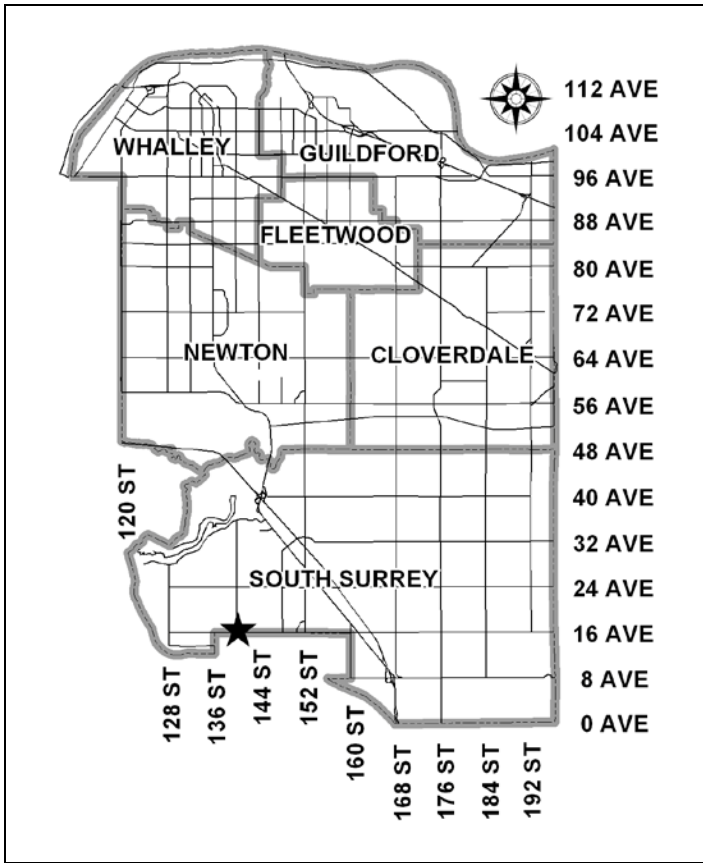 112 AVE
104 AVE
WHALLEY
GUILDFORD
96 AVE
88 AVE
FLEETWOOD
80 AVE
72 AVE
NEWTON
CLOVERDALE
64 AVE
56 AVE
48 AVE
120 ST
40 AVE
32 AVE
SOUTH SURREY
24 AVE
16 AVE
128 ST
136 ST
144 ST
152 ST
8 AVE
160 ST
0 AVE
168 ST
176 ST
184 ST
192 ST